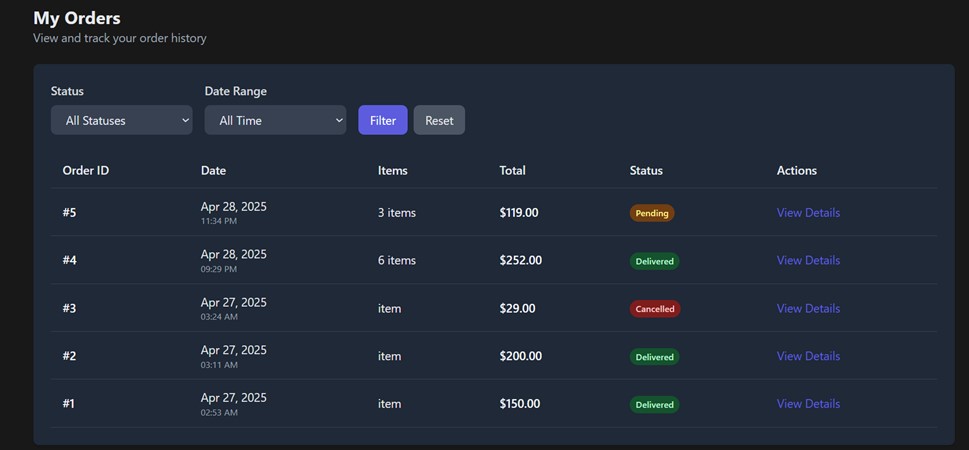 My Orders
View and track your order history
Status Date Range
All Statuses All Time Filter Reset
Order ID Date Items Total Status Actions
#5 Apr 28, 2025 3 items $119.00 Pending View Details
11:34 PM
#4 Apr 28, 2025 6 items $252.00 Delivered View Details
09:29 PM
#3 Apr 27, 2025 item $29.00 Cancelled View Details
03:24 AM
#2 Apr 27, 2025 item $200.00 Delivered View Details
03:11 AM
#1 Apr 27, 2025 item $150.00 Delivered View Details
02:53 AM